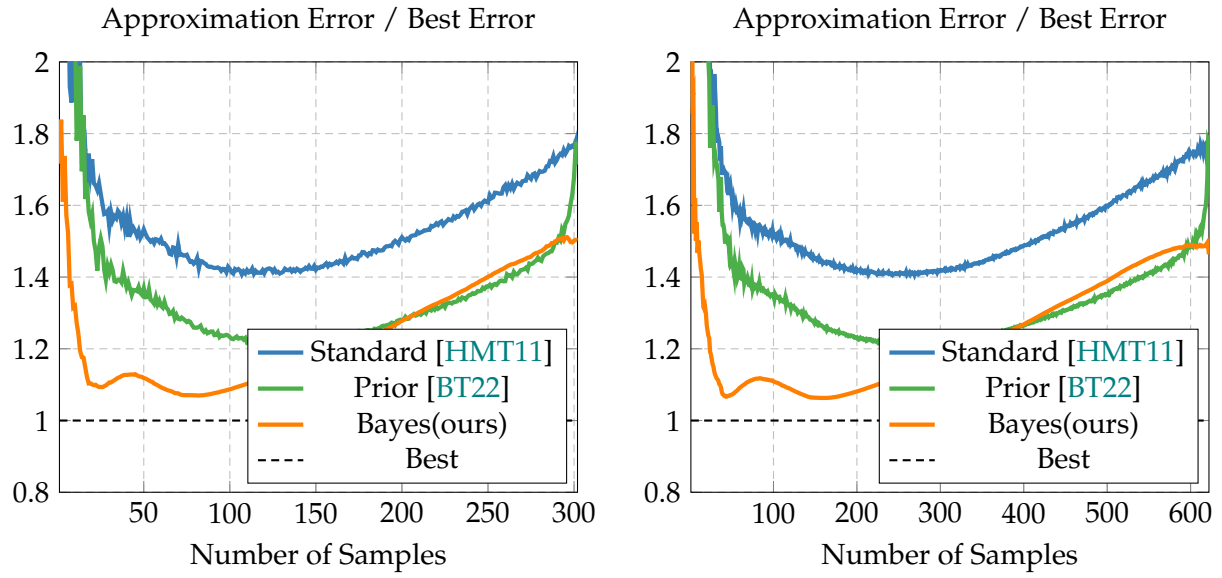 Approximation Error / Best Error
2
1.8
1.6
1.4
1.2
1
0.8
50 100 150 200 250 300
Number of Samples
Standard [HMT11]
Prior [BT22]
Bayes(ours)
Best
Approximation Error / Best Error
2
1.8
1.6
1.4
1.2
1
0.8
100 200 300 400 500 600
Number of Samples
Standard [HMT11]
Prior [BT22]
Bayes(ours)
Best